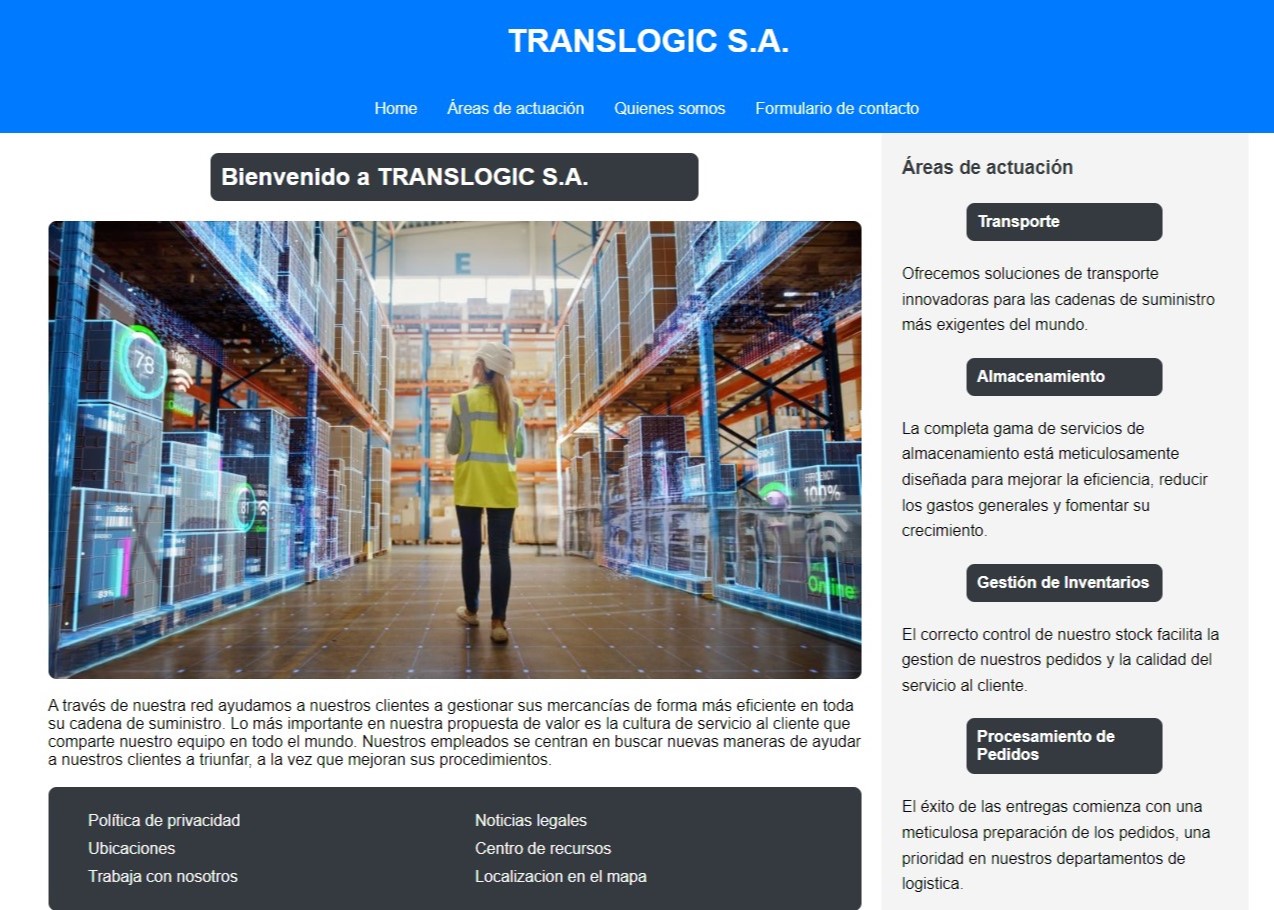 TRANSLOGIC S.A.
Home Áreas de actuación Quienes somos Formulario de contacto
Bienvenido a TRANSLOGIC S.A.
E
78
100%
81
83%
EFFICIENCY
100%
Online
A través de nuestra red ayudamos a nuestros clientes a gestionar sus mercancías de forma más eficiente en toda
su cadena de suministro. Lo más importante en nuestra propuesta de valor es la cultura de servicio al cliente que
comparte nuestro equipo en todo el mundo. Nuestros empleados se centran en buscar nuevas maneras de ayudar
a nuestros clientes a triunfar, a la vez que mejoran sus procedimientos.
Política de privacidad
Ubicaciones
Trabaja con nosotros
Noticias legales
Centro de recursos
Localizacion en el mapa
Áreas de actuación
Transporte
Ofrecemos soluciones de transporte
innovadoras para las cadenas de suministro
más exigentes del mundo.
Almacenamiento
La completa gama de servicios de
almacenamiento está meticulosamente
diseñada para mejorar la eficiencia, reducir
los gastos generales y fomentar su
crecimiento.
Gestión de Inventarios
El correcto control de nuestro stock facilita la
gestion de nuestros pedidos y la calidad del
servicio al cliente.
Procesamiento de
Pedidos
El éxito de las entregas comienza con una
meticulosa preparación de los pedidos, una
prioridad en nuestros departamentos de
logistica.